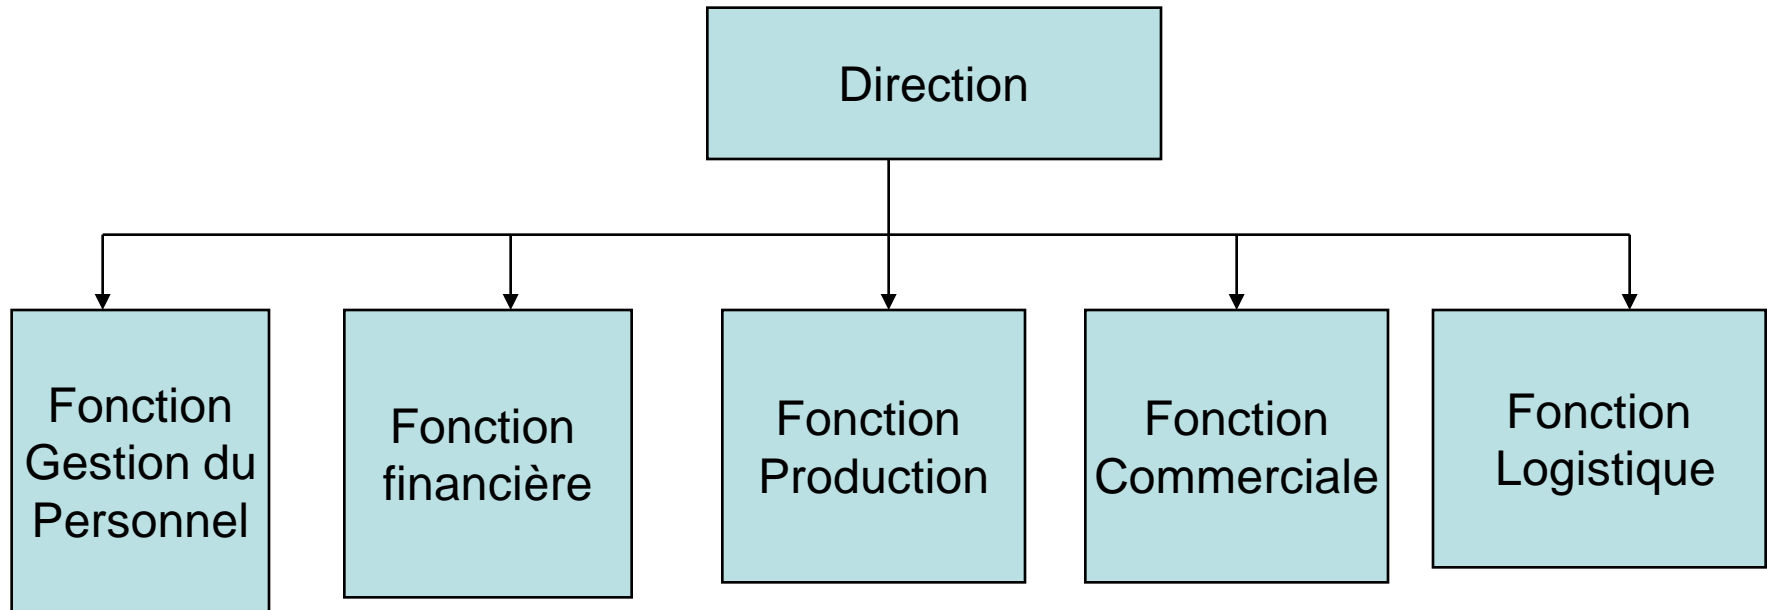 Direction
Fonction
Gestion du
Personnel
Fonction
financière
Fonction
Production
Fonction
Commerciale
Fonction
Logistique